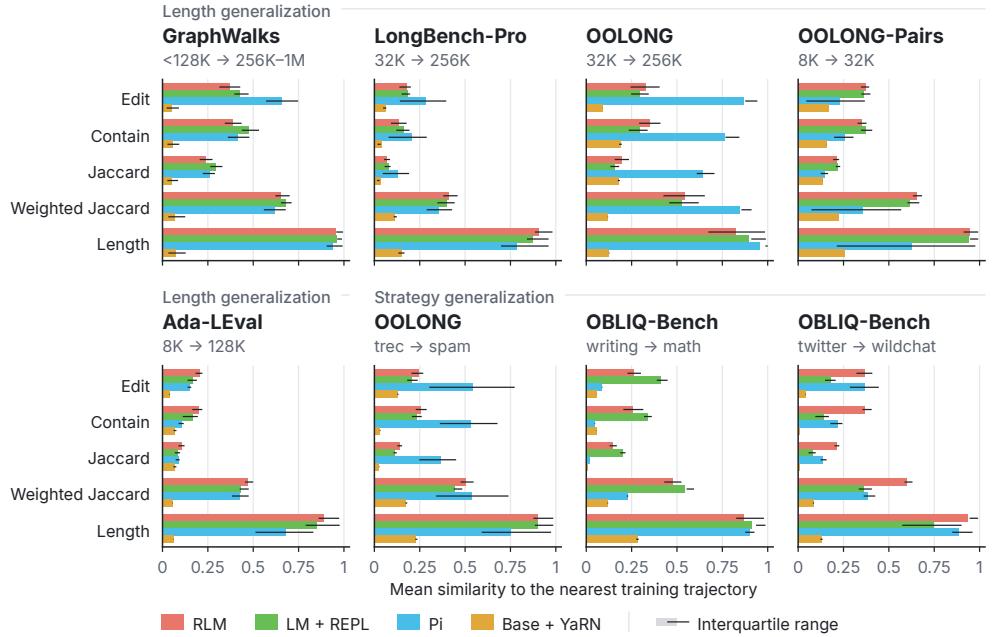 Length generalization
GraphWalks
<128K → 256K–1M
LongBench-Pro
32K → 256K
OOLONG
32K → 256K
OOLONG-Pairs
8K → 32K
Edit
Contain
Jaccard
Weighted Jaccard
Length
Length generalization
Ada-LEval
8K → 128K
Strategy generalization
OOLONG
trec → spam
OBLIQ-Bench
writing → math
OBLIQ-Bench
twitter → wildchat
Edit
Contain
Jaccard
Weighted Jaccard
Length
0 0.25 0.5 0.75 1
0 0.25 0.5 0.75 1
0 0.25 0.5 0.75 1
0 0.25 0.5 0.75 1
Mean similarity to the nearest training trajectory
RLM LM + REPL Pi Base + YaRN Interquartile range